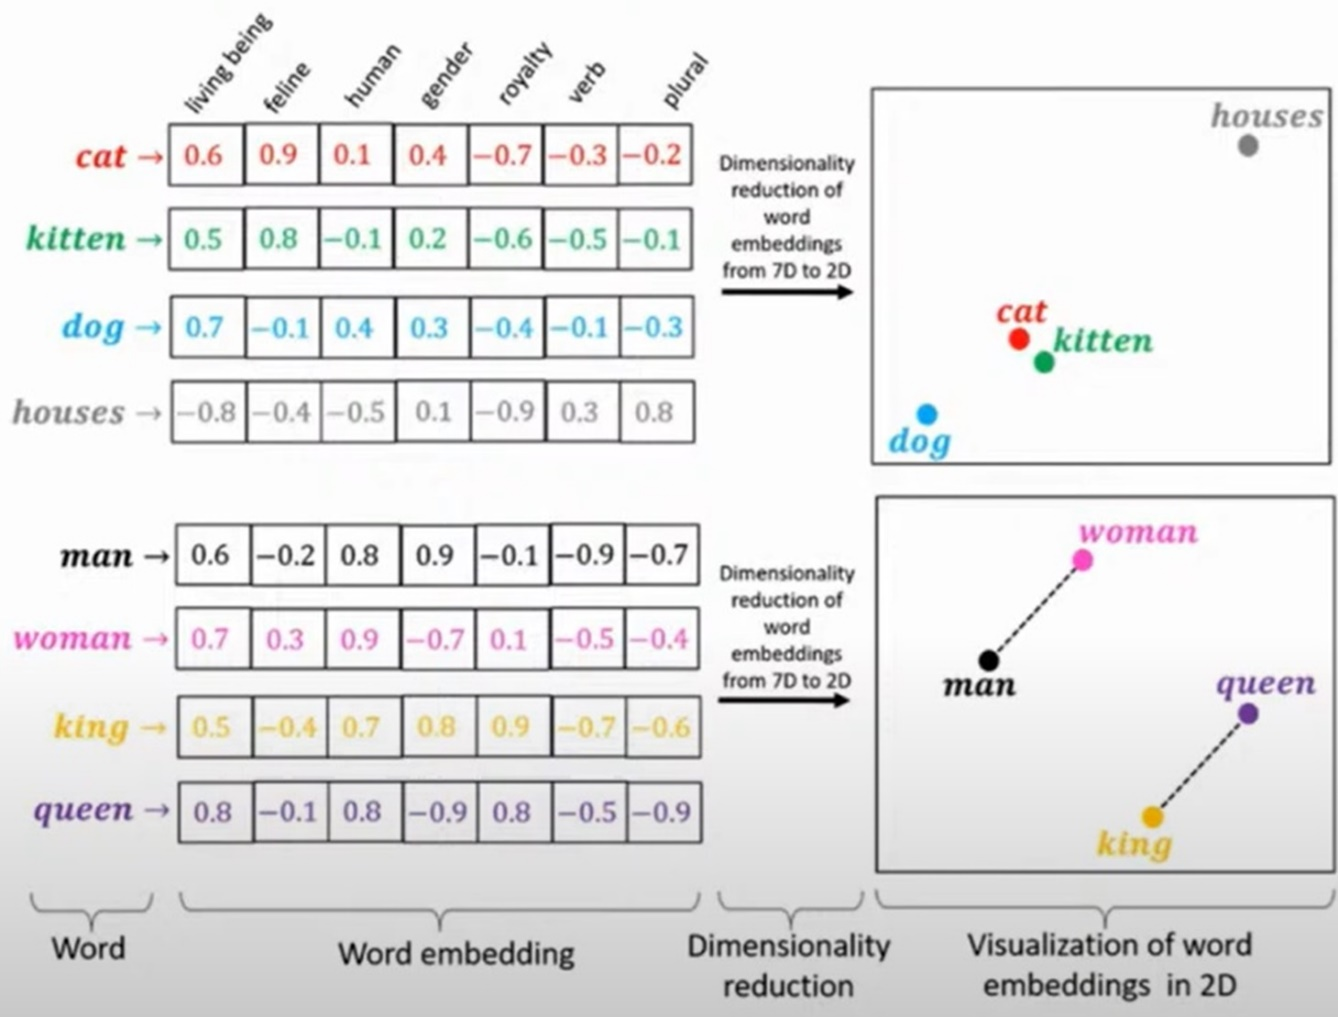 living being feline human gender royalty verb plural
cat → 0.6 0.9 0.1 0.4 −0.7 −0.3 −0.2
kitten → 0.5 0.8 −0.1 0.2 −0.6 −0.5 −0.1
dog → 0.7 −0.1 0.4 0.3 −0.4 −0.1 −0.3
houses → −0.8 −0.4 −0.5 0.1 −0.9 0.3 0.8
Dimensionality
reduction of
word
embeddings
from 7D to 2D
houses
cat
kitten
dog
man → 0.6 −0.2 0.8 0.9 −0.1 −0.9 −0.7
woman → 0.7 0.3 0.9 −0.7 0.1 −0.5 −0.4
king → 0.5 −0.4 0.7 0.8 0.9 −0.7 −0.6
queen → 0.8 −0.1 0.8 −0.9 0.8 −0.5 −0.9
Dimensionality
reduction of
word
embeddings
from 7D to 2D
woman
man
queen
king
Word
Word embedding
Dimensionality
reduction
Visualization of word
embeddings in 2D